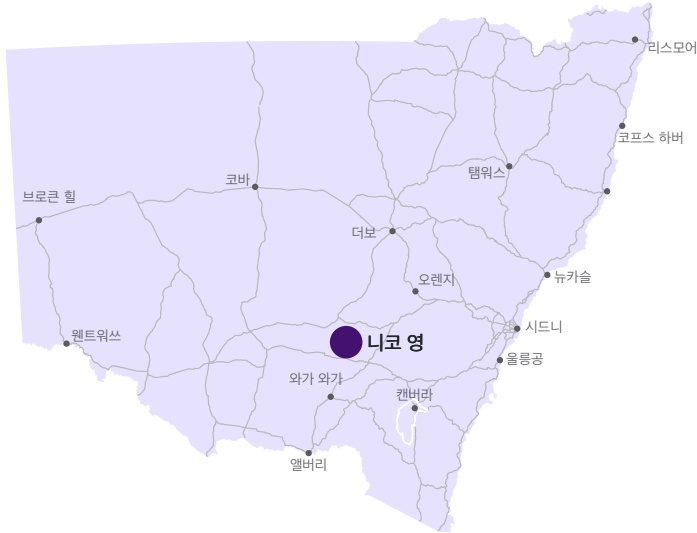 리스모어
코프스 하버
탬워스
코바
브로큰 힐
더보
오렌지
뉴카슬
시드니
웬트워쓰
니코 영
울릉공
와가 와가
캔버라
앨버리